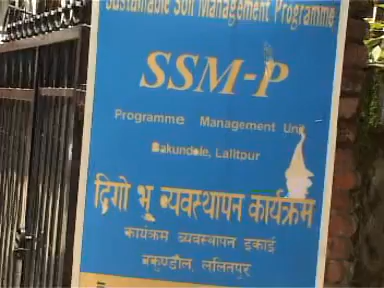 Sustainable Soil Management Programme
SSM-P
Programme Management Unit
Bakundole, Lalitpur
दिगो भू व्यवस्थापन कार्यक्रम
कार्यक्रम व्यवस्थापन इकाई
बकुण्डौल, ललितपुर